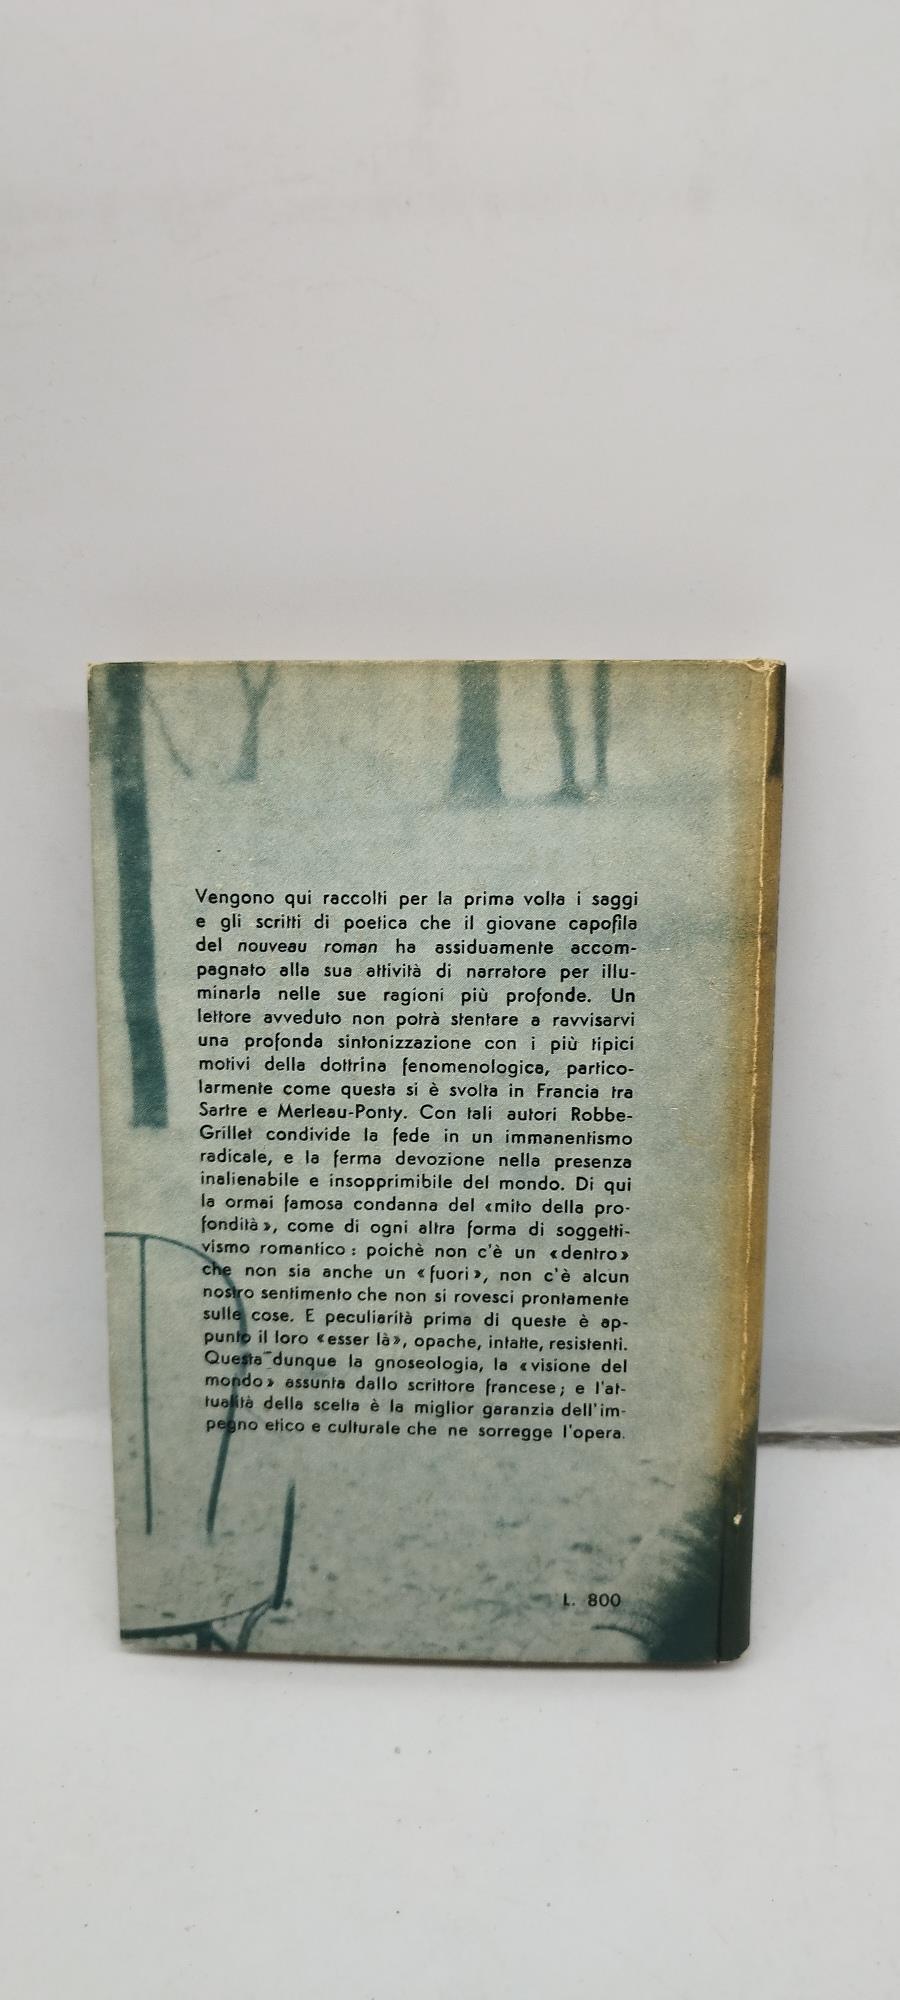 Vengono qui raccolti per la prima volta i saggi
e gli scritti di poetica che il giovane capofila
del nouveau roman ha assiduamente accom-
pagnato alla sua attività di narratore per illu-
minarla nelle sue ragioni più profonde. Un
lettore avveduto non potrà stentare a ravvisarvi
una profonda sintonizzazione con i più tipici
motivi della dottrina fenomenologica, partico-
larmente come questa si è svolta in Francia tra
Sartre e Merleau-Ponty. Con tali autori Robbe-
Grillet condivide la fede in un immanentismo
radicale, e la ferma devozione nella presenza
inalienabile e insopprimibile del mondo. Di qui
la ormai famosa condanna del «mito della pro-
fondità», come di ogni altra forma di soggetti-
vismo romantico: poichè non c'è un «dentro»
che non sia anche un «fuori», non c'è alcun
nostro sentimento che non si rovesci prontamente
sulle cose. E peculiarità prima di queste è ap-
punto il loro «esser là», opache, intatte, resistenti.
Questa dunque la gnoseologia, la «visione del
mondo» assunta dallo scrittore francese; e l'at-
tualità della scelta è la miglior garanzia dell'im-
pegno etico e culturale che ne sorregge l'opera.
L. 800